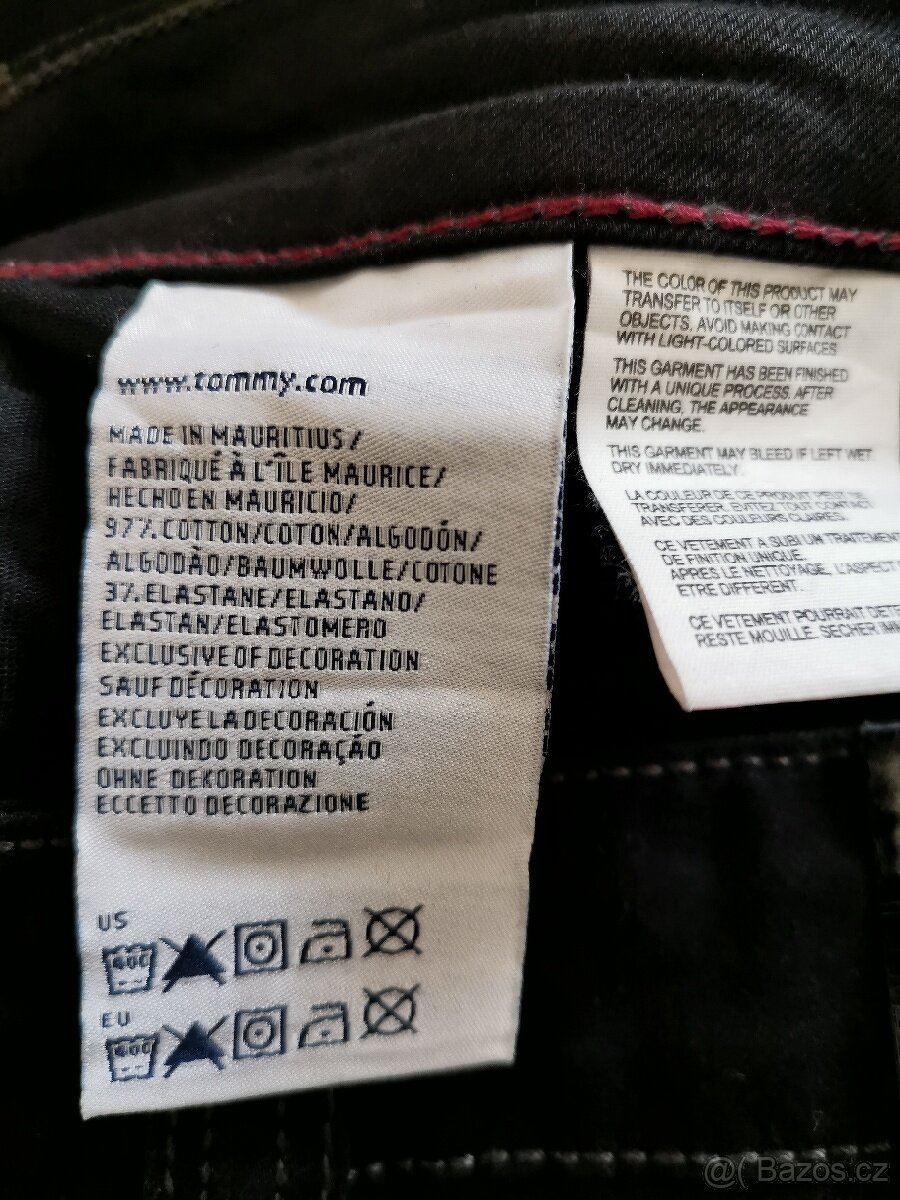 www.tommy.com
MADE IN MAURITIUS/
FABRIQUÉ À L'ÎLE MAURICE/
HECHO EN MAURICIO/
97% COTTON/COTON/ALGODÓN/
ALGODÃO/BAUMWOLLE/COTONE
3% ELASTANE/ELASTANO/
ELASTAN/ELASTOMERO
EXCLUSIVE OF DECORATION
SAUF DÉCORATION
EXCLUYE LA DECORACIÓN
EXCLUINDO DECORAÇÃO
OHNE DEKORATION
ECCETTO DECORAZIONE
US
40C
EU
40C
THE COLOR OF THIS PRODUCT MAY
TRANSFER TO ITSELF OR OTHER
OBJECTS. AVOID MAKING CONTACT
WITH LIGHT-COLORED SURFACES
THIS GARMENT HAS BEEN FINISHED
WITH A UNIQUE PROCESS. AFTER
CLEANING, THE APPEARANCE
MAY CHANGE.
THIS GARMENT MAY BLEED IF LEFT WET
DRY IMMEDIATELY.
LA COULEUR DE CE PRODUIT PEUT SE
TRANSFERER. EVITEZ TOUT CONTACT
AVEC DES COULEURS CLAIRES.
CE VETEMENT A SUBI UN TRAITEMENT
DE FINITION UNIQUE.
APRES LE NETTOYAGE, L'ASPECT
ETRE DIFFERENT.
CE VETEMENT POURRAIT
RESTE MOUILLE. SECHER
@( Bazos.cz